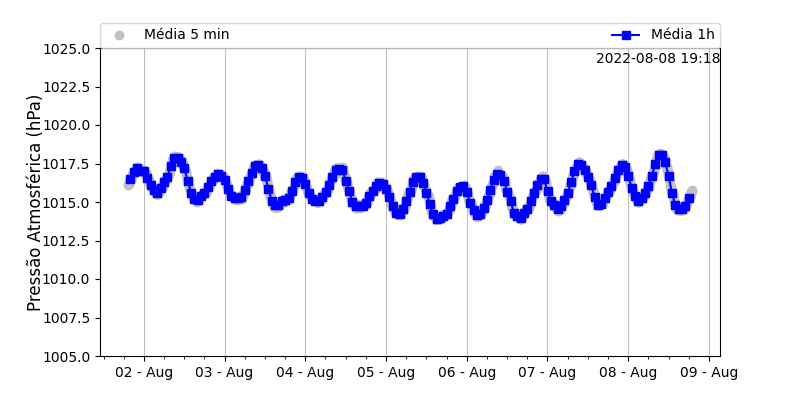 Média 5 min
Média 1h
2022-08-08 19:18
Pressão Atmosférica (hPa)
1025.0
1022.5
1020.0
1017.5
1015.0
1012.5
1010.0
1007.5
1005.0
02 - Aug
03 - Aug
04 - Aug
05 - Aug
06 - Aug
07 - Aug
08 - Aug
09 - Aug